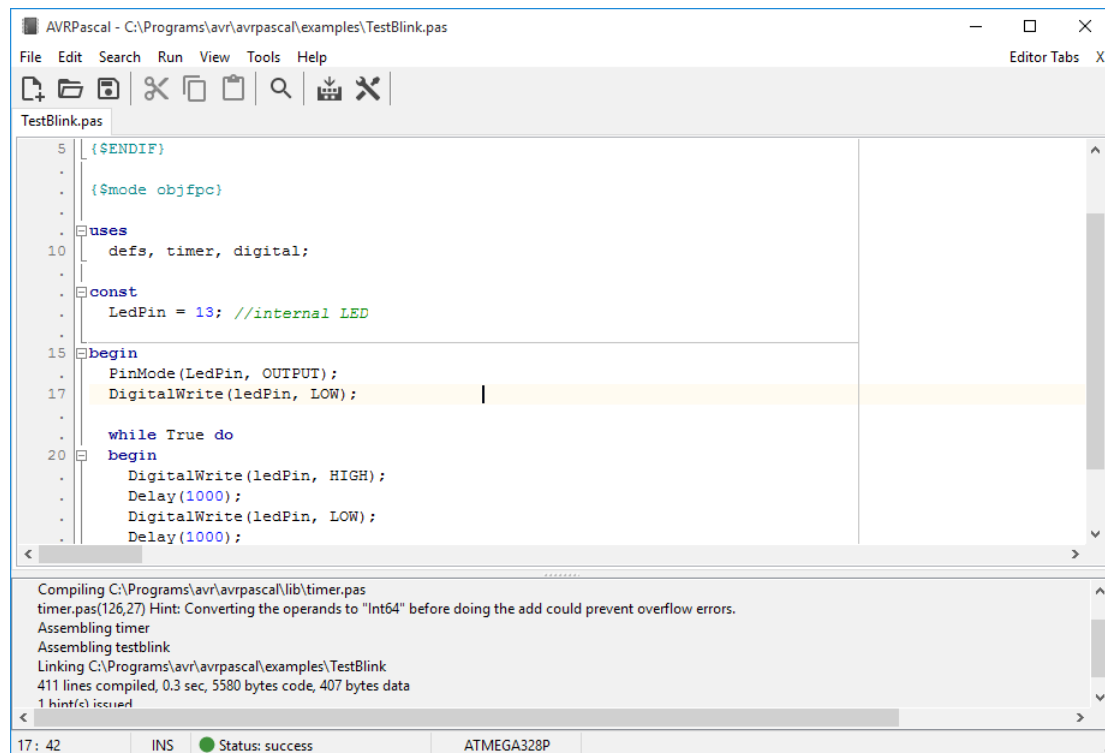 AVRPascal - C:\Programs\avr\avrpascal\examples\TestBlink.pas
File Edit Search Run View Tools Help Editor Tabs X
TestBlink.pas
5 {$ENDIF}
.
. {$mode objfpc}
.
. uses
10 defs, timer, digital;
.
. const
. LedPin = 13; //internal LED
.
15 begin
. PinMode(LedPin, OUTPUT);
17 DigitalWrite(ledPin, LOW);
.
. while True do
20 begin
. DigitalWrite(ledPin, HIGH);
. Delay(1000);
. DigitalWrite(ledPin, LOW);
. Delay(1000);
Compiling C:\Programs\avr\avrpascal\lib\timer.pas
timer.pas(126,27) Hint: Converting the operands to "Int64" before doing the add could prevent overflow errors.
Assembling timer
Assembling testblink
Linking C:\Programs\avr\avrpascal\examples\TestBlink
411 lines compiled, 0.3 sec, 5580 bytes code, 407 bytes data
1 hint(s) issued
17: 42 INS Status: success ATMEGA328P